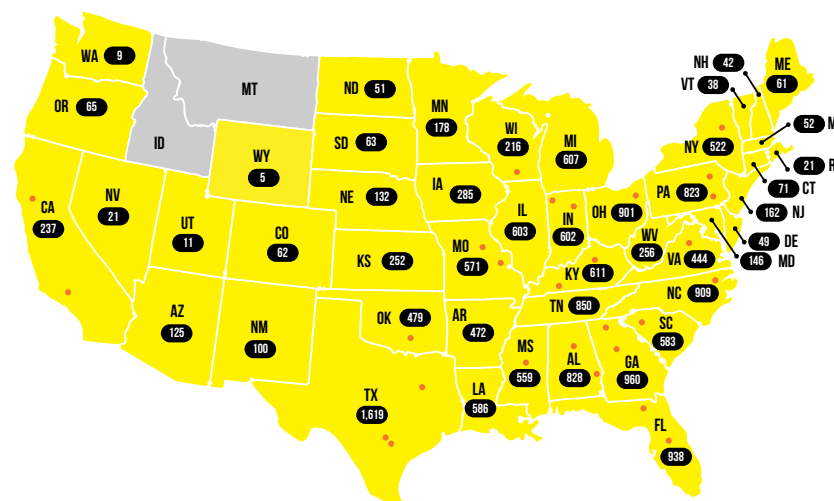 WA 9
OR 65
ID
MT
WY
5
ND 51
SD 63
NE 132
KS 252
OK 479
TX
1,619
CA
237
NV
21
UT
11
CO
62
AZ
125
NM
100
MN
178
IA 285
MO
571
AR
472
LA
586
WI
216
MI
607
IL
603
IN
602
OH 901
KY 611
TN 850
MS
559
AL
828
GA
960
FL
938
SC
583
NC 909
VA 444
WV
256
PA 823
NY 522
VT 38
NH 42
ME
61
52 M
21 R
71 CT
162 NJ
49 DE
146 MD